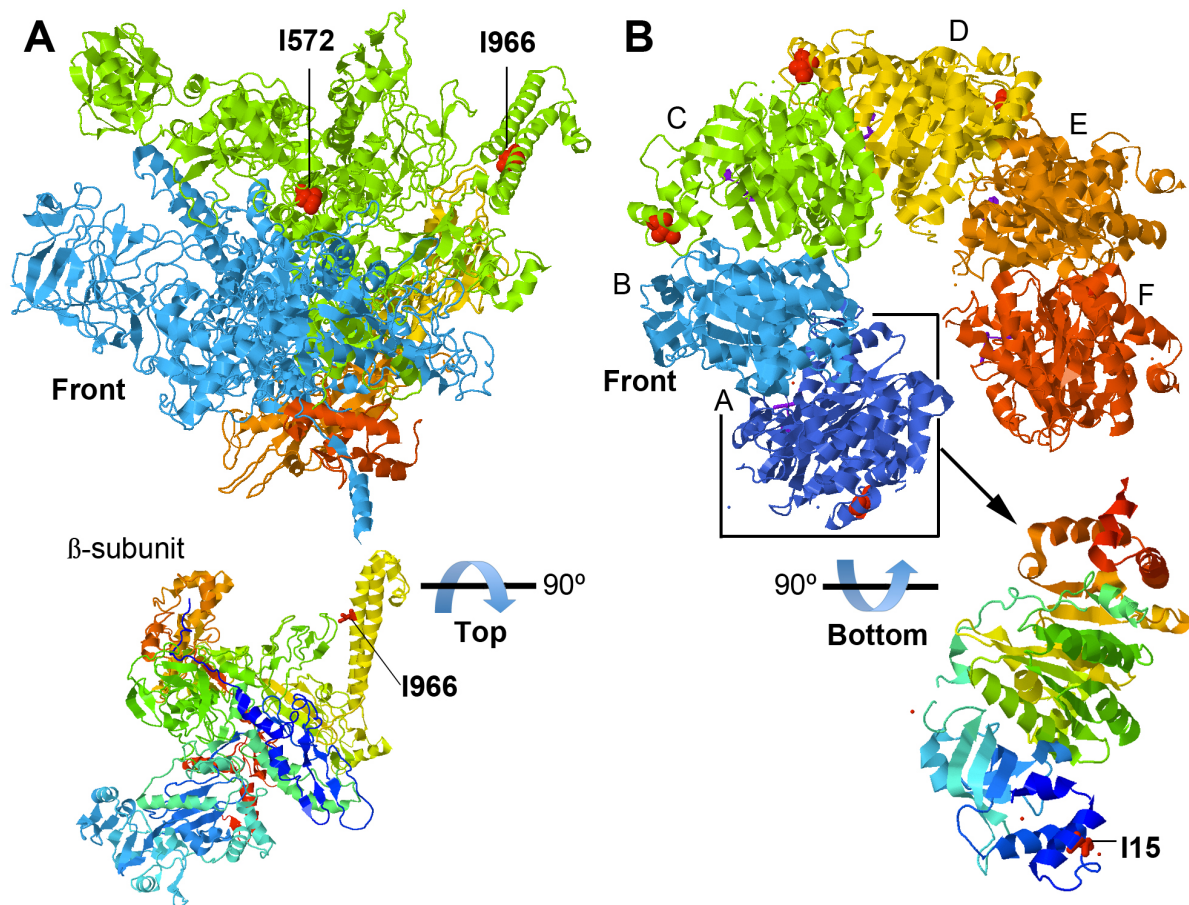 A
I572
I966
Front
ß-subunit
I966
90º
Top
B
D
C
E
B
F
Front
A
90º
Bottom
I15